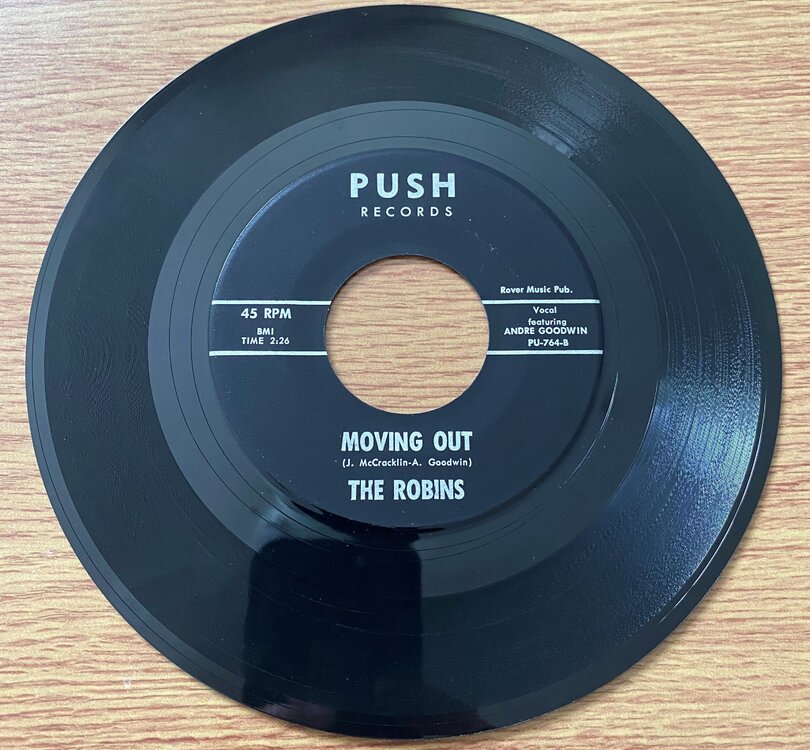 PUSH
RECORDS
Rover Music Pub.
45 RPM
BMI
TIME 2:26
Vocal
featuring
ANDRE GOODWIN
PU-764-B
MOVING OUT
(J. McCracklin-A. Goodwin)
THE ROBINS